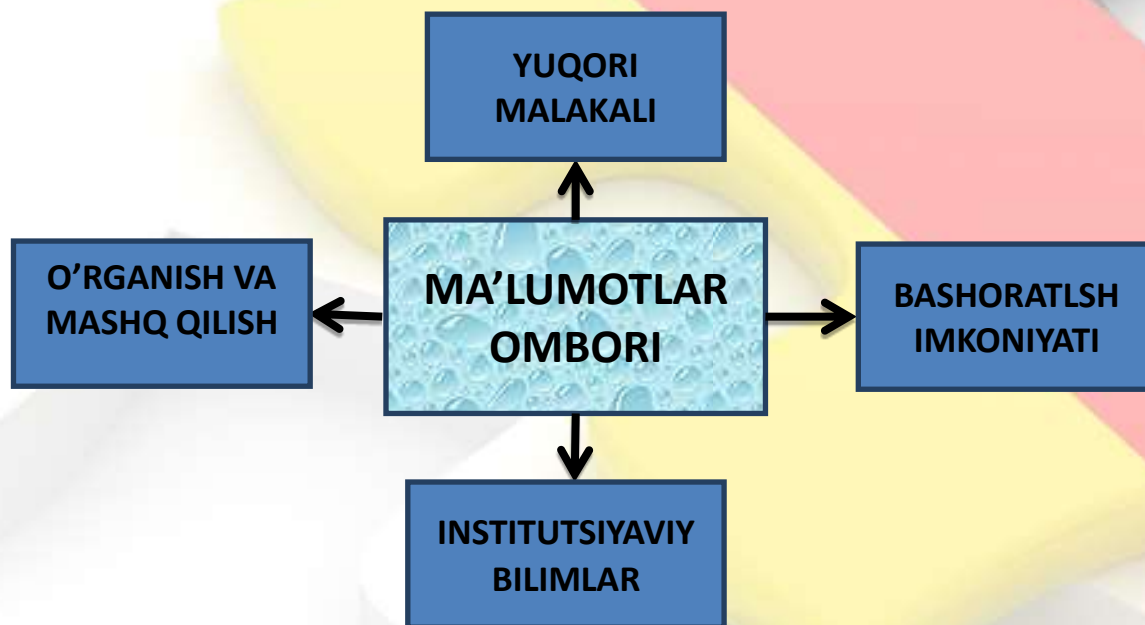 YUQORI
MALAKALI
O’RGANISH VA
MASHQ QILISH
MA’LUMOTLAR
OMBORI
BASHORATLSH
IMKONIYATI
INSTITUTSIYAVIY
BILIMLAR